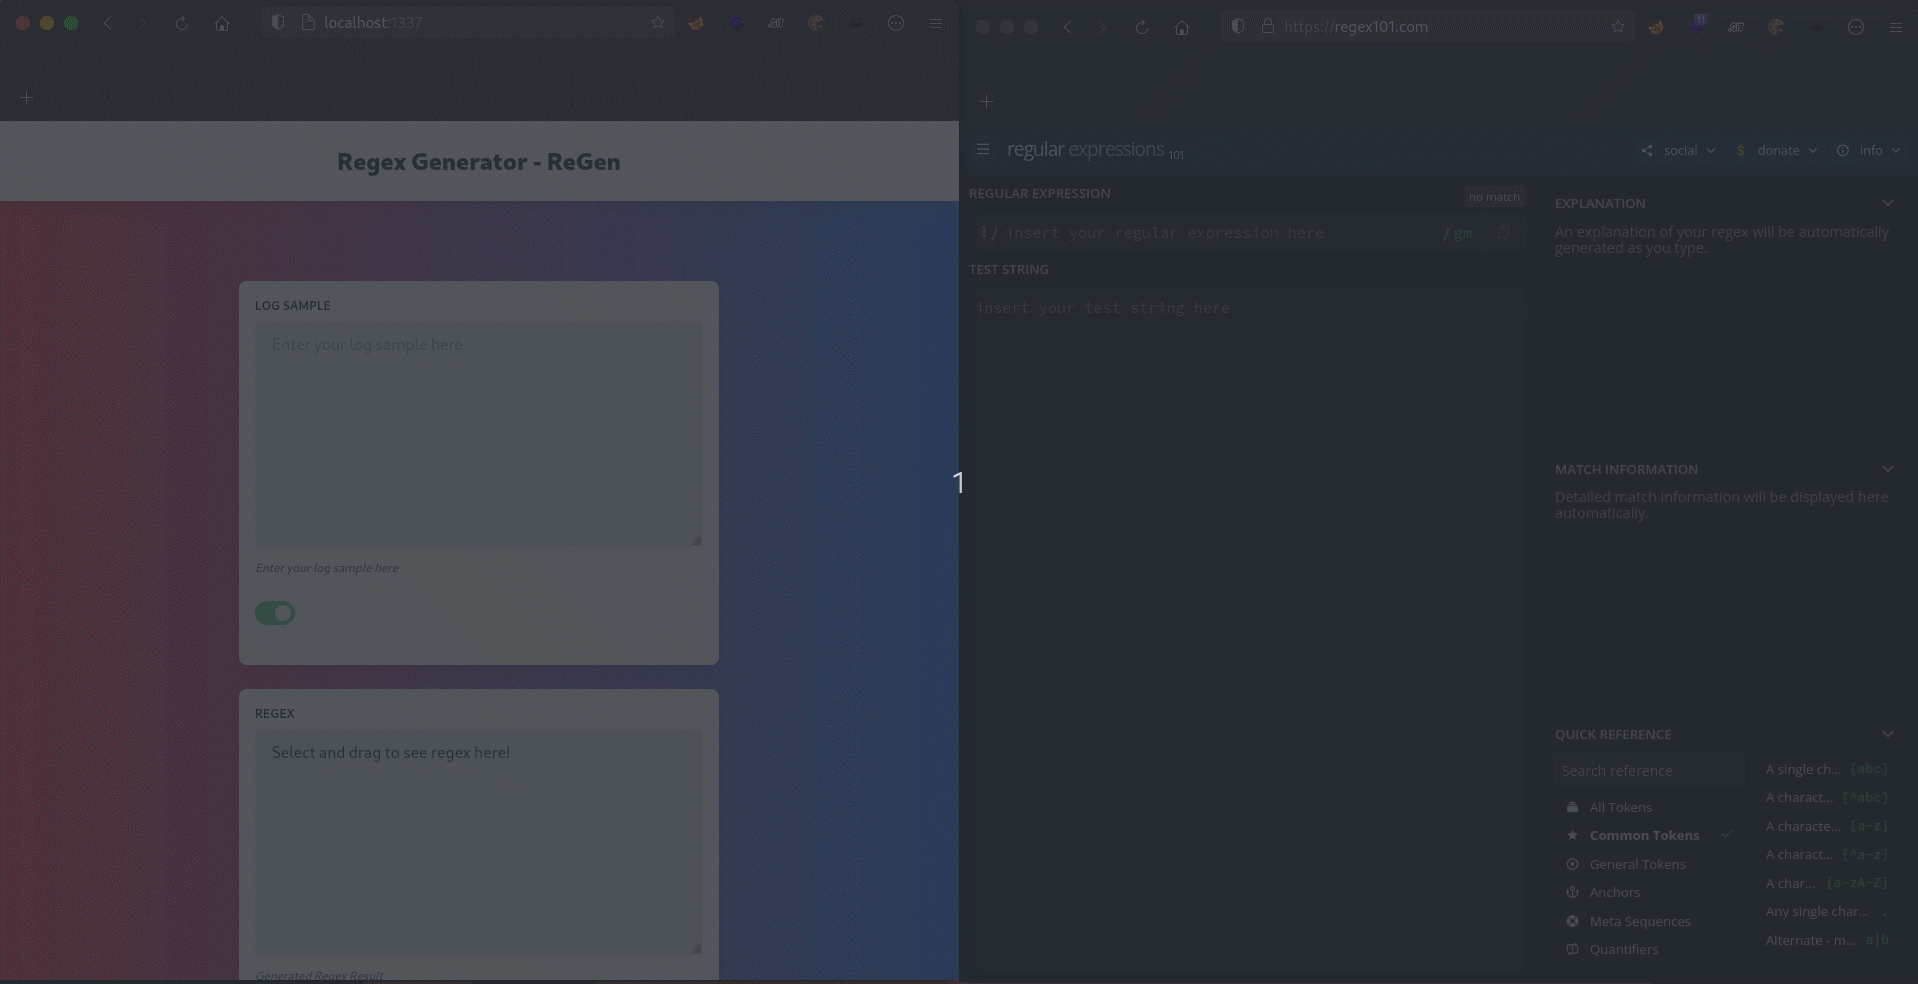 localhost:1337
Regex Generator - ReGen
LOG SAMPLE
Enter your log sample here
Enter your log sample here
REGEX
Select and drag to see regex here!
Generated Regex Result
1
https://regex101.com
11
regular expressions 101
social
$ donate
info
REGULAR EXPRESSION
no match
/ insert your regular expression here / gm
TEST STRING
insert your test string here
EXPLANATION
An explanation of your regex will be automatically
generated as you type.
MATCH INFORMATION
Detailed match information will be displayed here
automatically.
QUICK REFERENCE
Search reference
All Tokens
Common Tokens
General Tokens
Anchors
Meta Sequences
Quantifiers
A single ch... [abc]
A charact... [^abc]
A characte... [a-z]
A charact... [^a-z]
A char... [a-zA-Z]
Any single char... .
Alternate - m... a|b